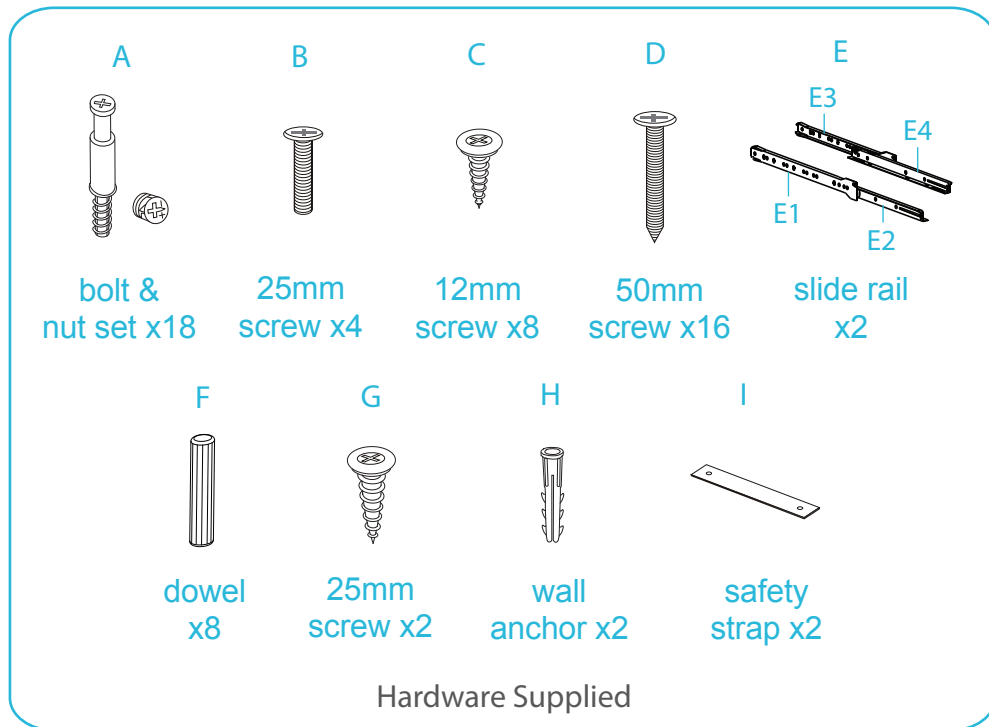 A
B
C
D
E
E3
E4
E1
E2
bolt &
nut set x18
25mm
screw x4
12mm
screw x8
50mm
screw x16
slide rail
x2
F
G
H
I
dowel
x8
25mm
screw x2
wall
anchor x2
safety
strap x2
Hardware Supplied